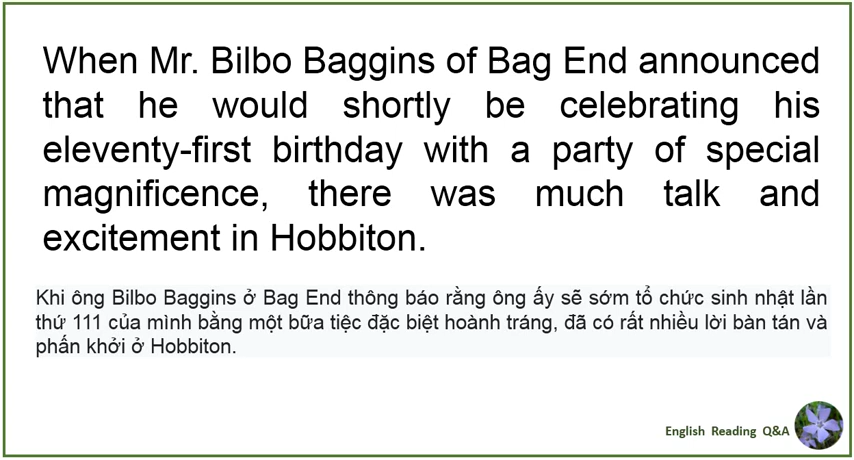 When Mr. Bilbo Baggins of Bag End announced
that he would shortly be celebrating his
eleventy-first birthday with a party of special
magnificence, there was much talk and
excitement in Hobbiton.
Khi ông Bilbo Baggins ở Bag End thông báo rằng ông ấy sẽ sớm tổ chức sinh nhật lần
thứ 111 của mình bằng một bữa tiệc đặc biệt hoành tráng, đã có rất nhiều lời bàn tán và
phấn khởi ở Hobbiton.
English Reading Q&A